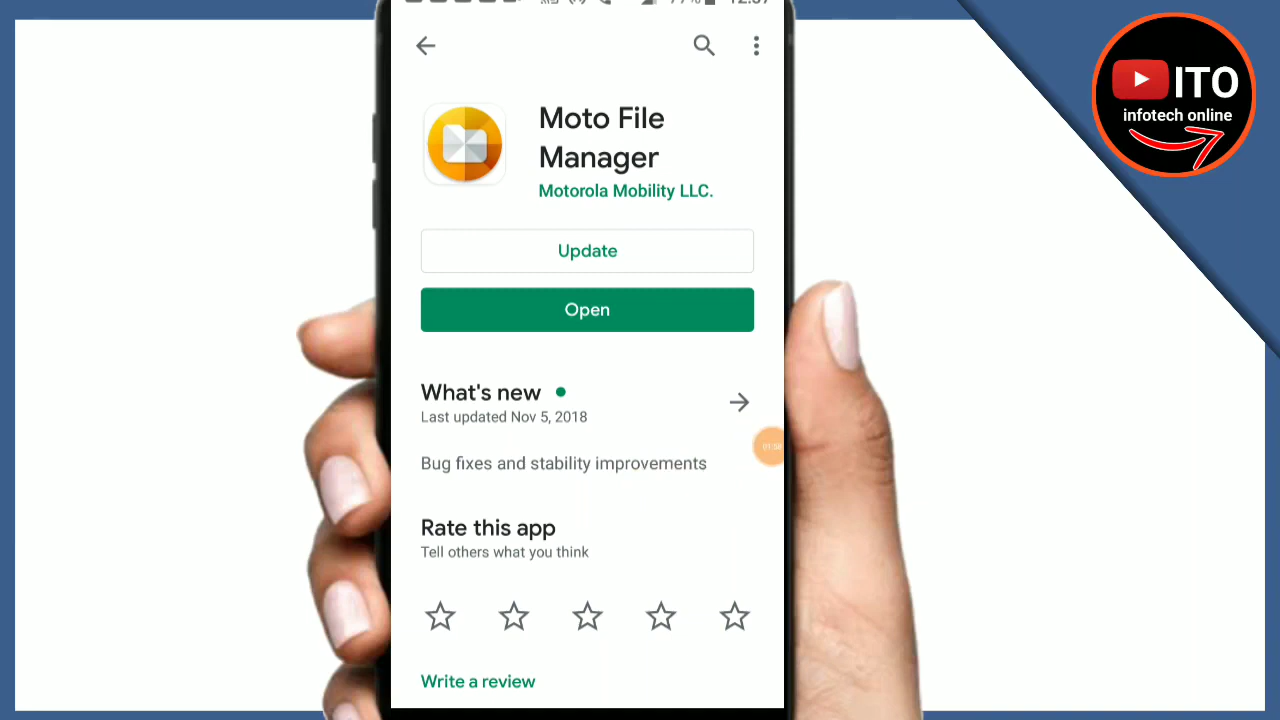 ITO
infotech online
Moto File
Manager
Motorola Mobility LLC.
Update
Open
What's new
Last updated Nov 5, 2018
Bug fixes and stability improvements
Rate this app
Tell others what you think
Write a review